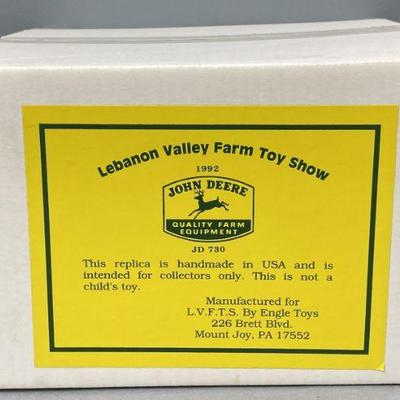 Lebanon Valley Farm Toy Show
1992
JOHN DEERE
QUALITY FARM
EQUIPMENT
JD 730
This replica is handmade in USA and is
intended for collectors only. This is not a
child's toy.
Manufactured for
L.V.F.T.S. By Engle Toys
226 Brett Blvd.
Mount Joy, PA 17552